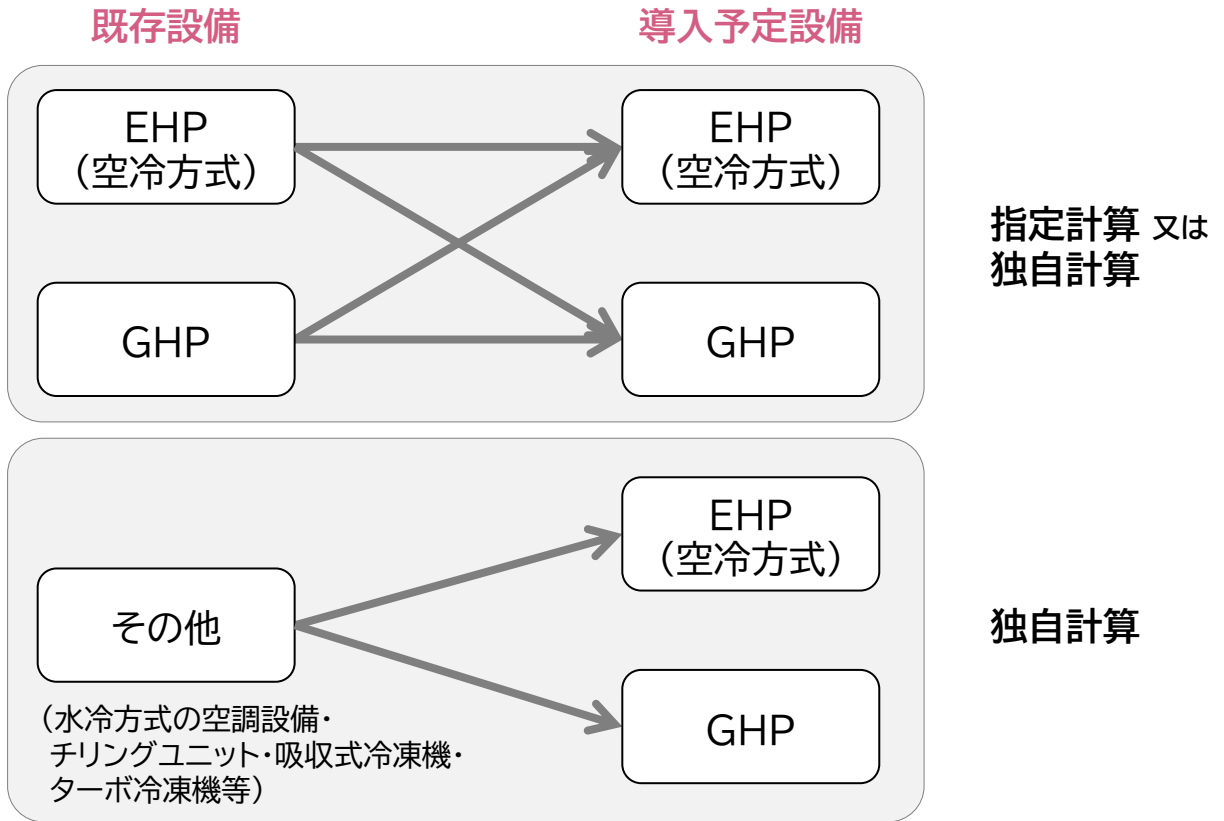 既存設備
導入予定設備
EHP
（空冷方式）
EHP
（空冷方式）
GHP
GHP
指定計算 又は
独自計算
その他
（水冷方式の空調設備・
チリングユニット・吸収式冷凍機・
ターボ冷凍機等）
EHP
（空冷方式）
GHP
独自計算